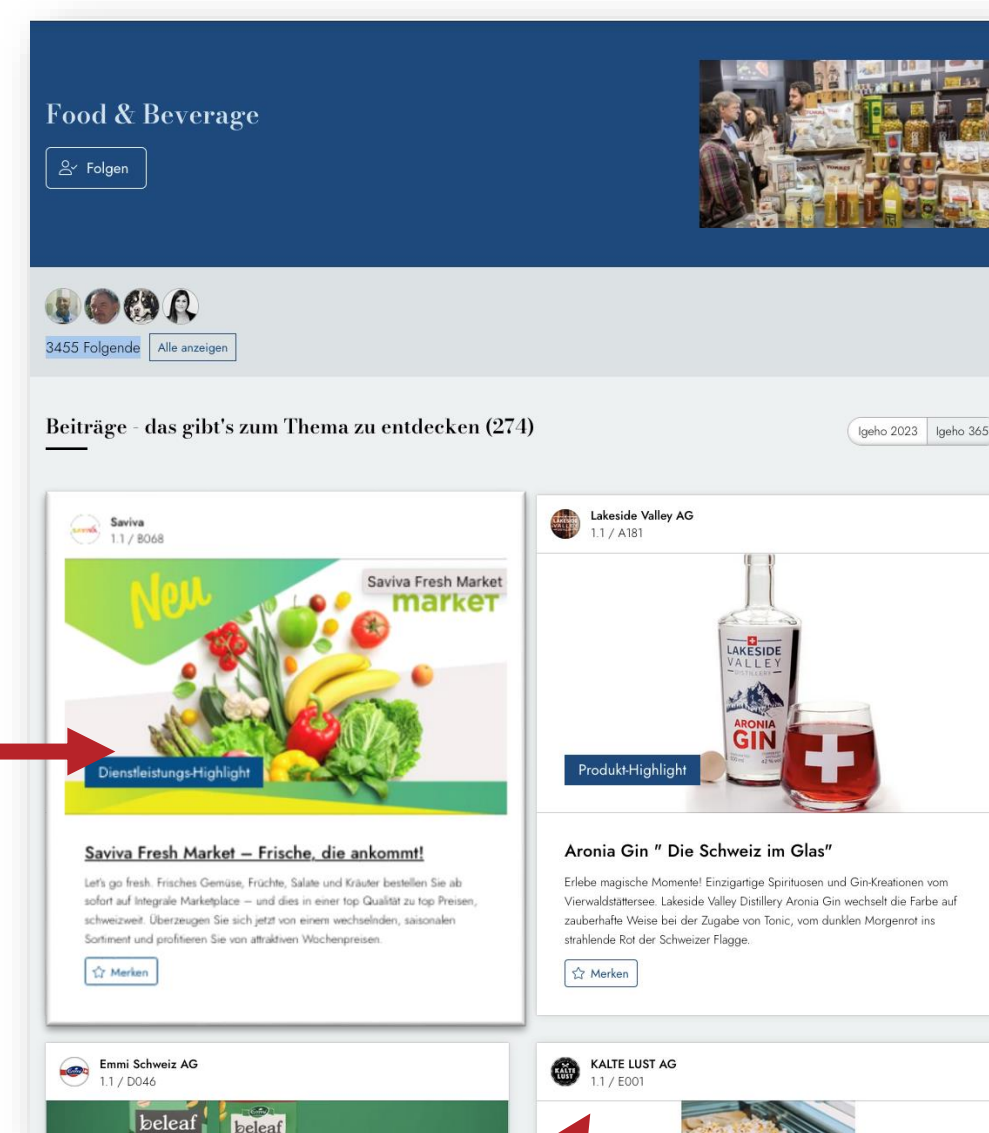 Food & Beverage
Folgen
3455 Folgende
Alle anzeigen
Beiträge - das gibt's zum Thema zu entdecken (274)
Igeho 2023
Igeho 365
Saviva
1.1 / B068
Neu
Saviva Fresh Market
market
Dienstleistungs-Highlight
Saviva Fresh Market – Frische, die ankommt!
Let's go fresh. Frisches Gemüse, Früchte, Salate und Kräuter bestellen Sie ab
sofort auf Integrale Marketplace – und dies in einer top Qualität zu top Preisen,
schweizweit. Überzeugen Sie sich jetzt von einem wechselnden, saisonalen
Sortiment und profitieren Sie von attraktiven Wochenpreisen.
Merken
Lakeside Valley AG
1.1 / A181
LAKESIDE
VALLEY
DISTILLERY
ARONIA
GIN
Produkt-Highlight
Aronia Gin " Die Schweiz im Glas"
Erlebe magische Momente! Einzigartige Spirituosen und Gin-Kreationen vom
Vierwaldstättersee. Lakeside Valley Distillery Aronia Gin wechselt die Farbe auf
zauberhafte Weise bei der Zugabe von Tonic, vom dunklen Morgenrot ins
strahlende Rot der Schweizer Flagge.
Merken
Emmi Schweiz AG
1.1 / D046
beleaf
beleaf
KALTE LUST
KALTE LUST AG
1.1 / E001